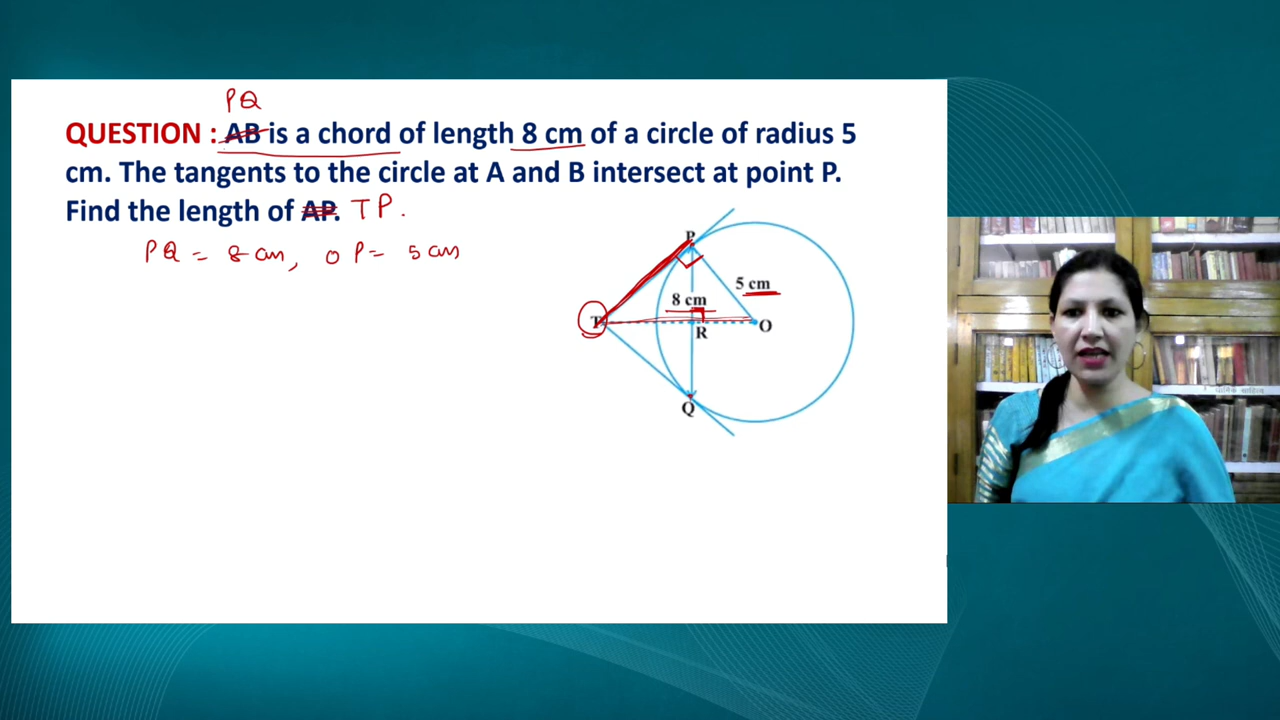 PQ
QUESTION : AB is a chord of length 8 cm of a circle of radius 5
cm. The tangents to the circle at A and B intersect at point P.
Find the length of AP. TP.
PQ = 8 cm, OP = 5 cm
P
5 cm
8 cm
T
R
O
Q